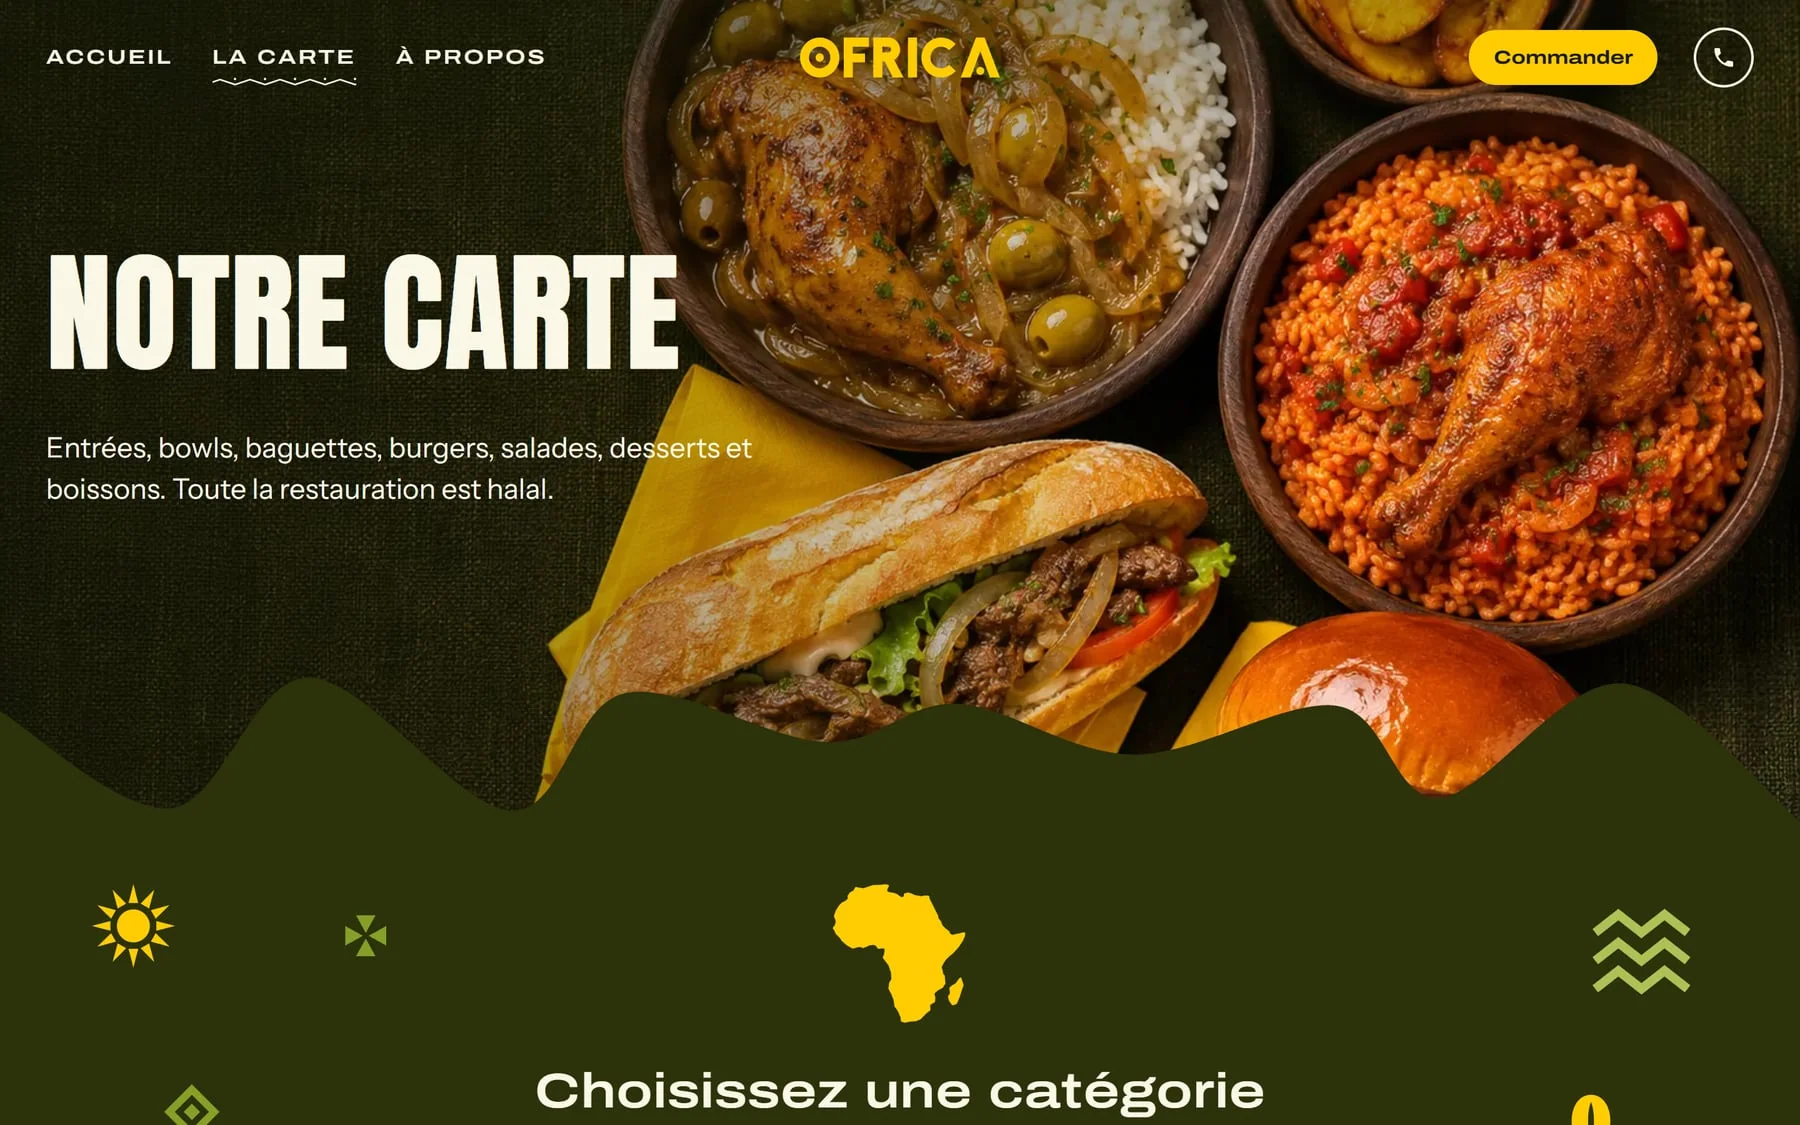 ACCUEIL
LA CARTE
À PROPOS
OFRICA
Commander
NOTRE CARTE
Entrées, bowls, baguettes, burgers, salades, desserts et
boissons. Toute la restauration est halal.
Choisissez une catégorie